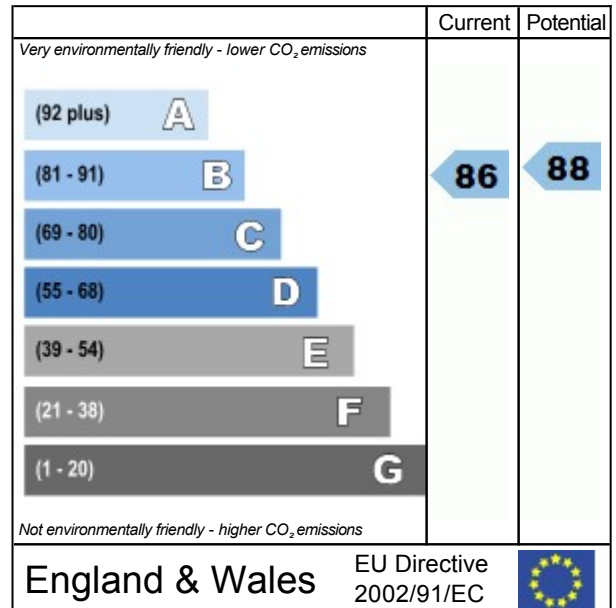 Current Potential
Very environmentally friendly - lower CO₂ emissions
(92 plus) A
(81 - 91) B 86 88
(69 - 80) C
(55 - 68) D
(39 - 54) E
(21 - 38) F
(1 - 20) G
Not environmentally friendly - higher CO₂ emissions
England & Wales
EU Directive
2002/91/EC